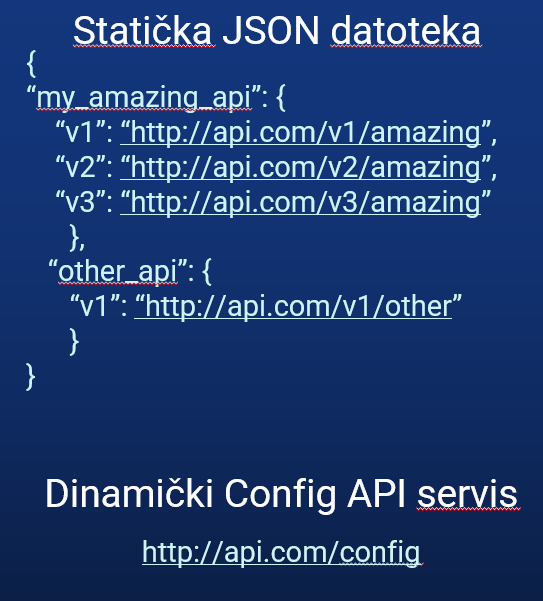 Statička JSON datoteka
{
“my_amazing_api”: {
“v1”: “http://api.com/v1/amazing”,
“v2”: “http://api.com/v2/amazing”,
“v3”: “http://api.com/v3/amazing”
},
“other_api”: {
“v1”: “http://api.com/v1/other”
}
}
Dinamički Config API servis
http://api.com/config